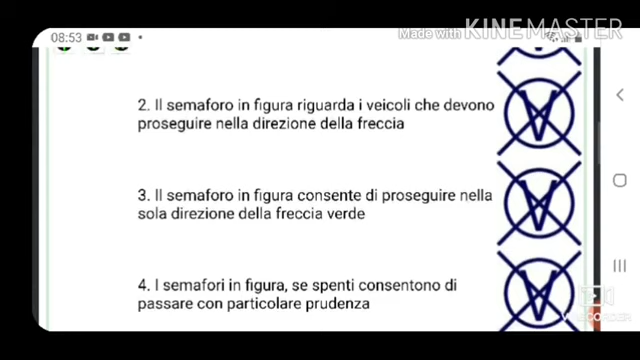 Made with KINEMASTER
08:53
2. Il semaforo in figura riguarda i veicoli che devono
proseguire nella direzione della freccia
V
3. Il semaforo in figura consente di proseguire nella
sola direzione della freccia verde
V
4. I semafori in figura, se spenti consentono di
passare con particolare prudenza
V